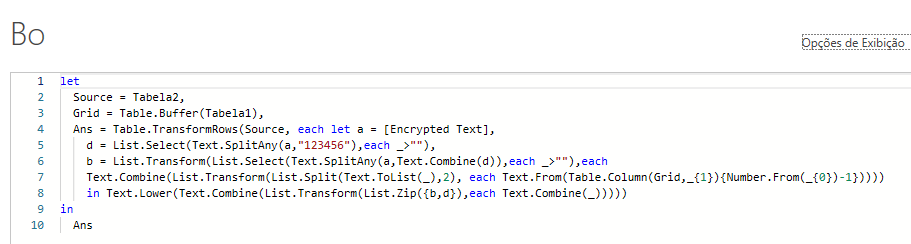 Bo
Opções de Exibição
1 let
2 Source = Tabela2,
3 Grid = Table.Buffer(Tabela1),
4 Ans = Table.TransformRows(Source, each let a = [Encrypted Text],
5 d = List.Select(Text.SplitAny(a,"123456"),each _>""),
6 b = List.Transform(List.Select(Text.SplitAny(a,Text.Combine(d)),each _>""),each
7 Text.Combine(List.Transform(List.Split(Text.ToList(_),2), each Text.From(Table.Column(Grid,_{1}){Number.From(_{0})-1}))))
8 in Text.Lower(Text.Combine(List.Transform(List.Zip({b,d}),each Text.Combine(_)))))
9 in
10 Ans